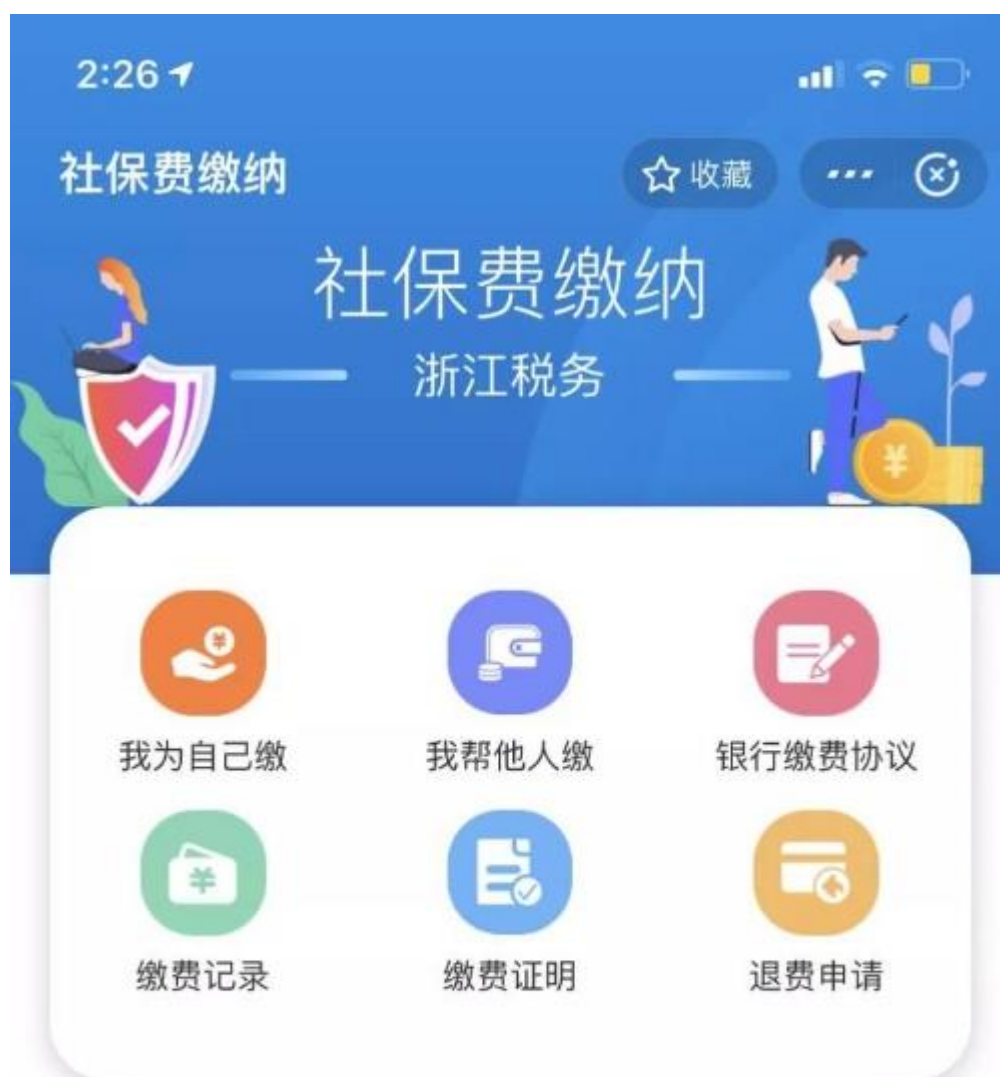 2:26
社保费缴纳
收藏
社保费缴纳
浙江税务
我为自己缴 我帮他人缴 银行缴费协议
缴费记录 缴费证明 退费申请